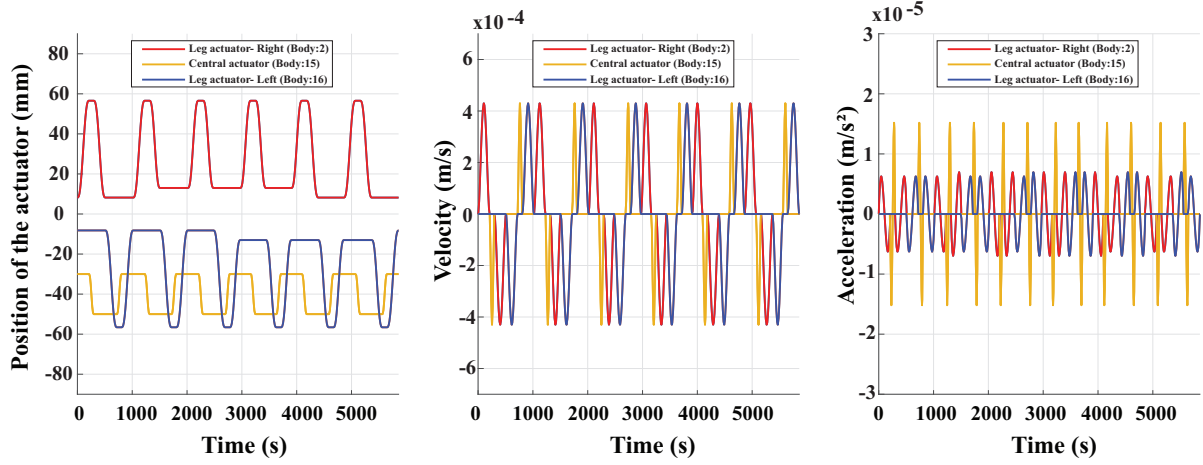 Position of the actuator (mm)
80
60
40
20
0
-20
-40
-60
-80
Leg actuator- Right (Body:2)
Central actuator (Body:15)
Leg actuator- Left (Body:16)
0 1000 2000 3000 4000 5000
Time (s)
×10⁻⁴
Velocity (m/s)
6
4
2
0
-2
-4
-6
Leg actuator- Right (Body:2)
Central actuator (Body:15)
Leg actuator- Left (Body:16)
0 1000 2000 3000 4000 5000
Time (s)
×10⁻⁵
Acceleration (m/s²)
3
2
1
0
-1
-2
-3
Leg actuator- Right (Body:2)
Central actuator (Body:15)
Leg actuator- Left (Body:16)
0 1000 2000 3000 4000 5000
Time (s)